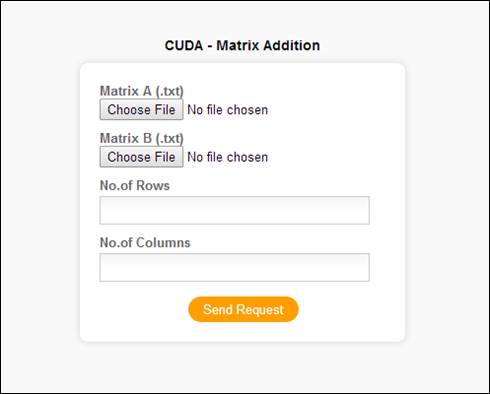 CUDA - Matrix Addition
Matrix A (.txt)
Choose File No file chosen
Matrix B (.txt)
Choose File No file chosen
No.of Rows
No.of Columns
Send Request